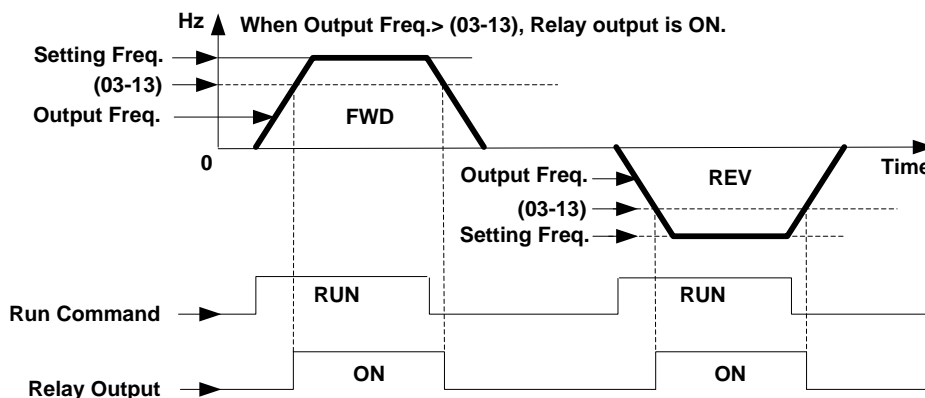 Hz
When Output Freq.> (03-13), Relay output is ON.
Setting Freq.
(03-13)
Output Freq.
FWD
0
Time
Output Freq.
REV
(03-13)
Setting Freq.
RUN
RUN
Run Command
ON
ON
Relay Output